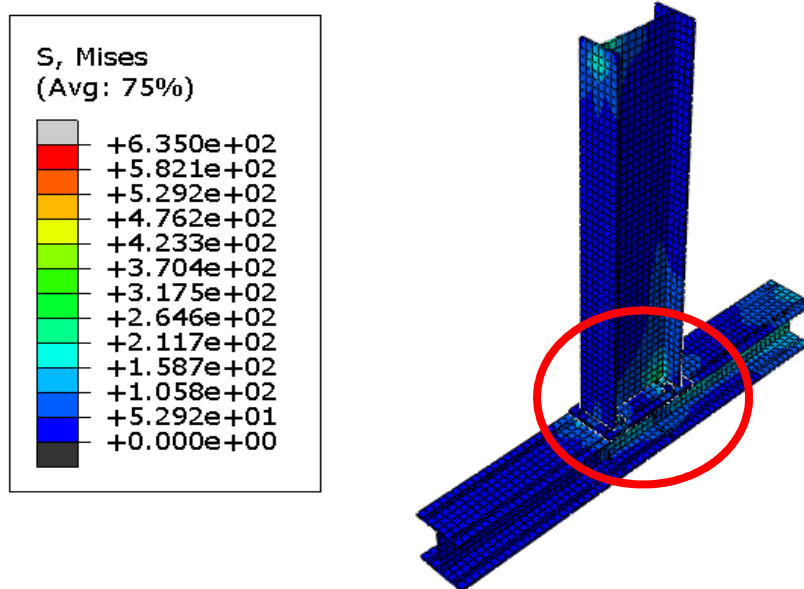 S, Mises
(Avg: 75%)
+6.350e+02
+5.821e+02
+5.292e+02
+4.762e+02
+4.233e+02
+3.704e+02
+3.175e+02
+2.646e+02
+2.117e+02
+1.587e+02
+1.058e+02
+5.292e+01
+0.000e+00